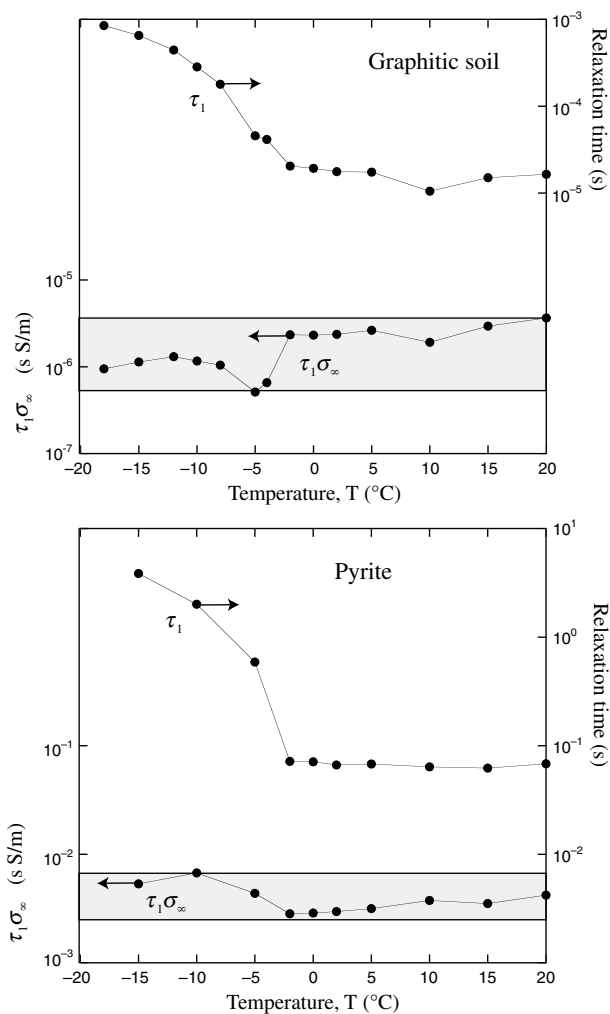 10⁻³
Graphitic soil
τ₁
10⁻⁴
Relaxation time (s)
10⁻⁵
10⁻⁵
τ₁σ∞ (s S/m)
10⁻⁶
τ₁σ∞
10⁻⁷
−20 −15 −10 −5 0 5 10 15 20
Temperature, T (°C)
10¹
Pyrite
τ₁
10⁰
Relaxation time (s)
10⁻¹
10⁻¹
10⁻²
10⁻²
τ₁σ∞ (s S/m)
τ₁σ∞
10⁻³
−20 −15 −10 −5 0 5 10 15 20
Temperature, T (°C)